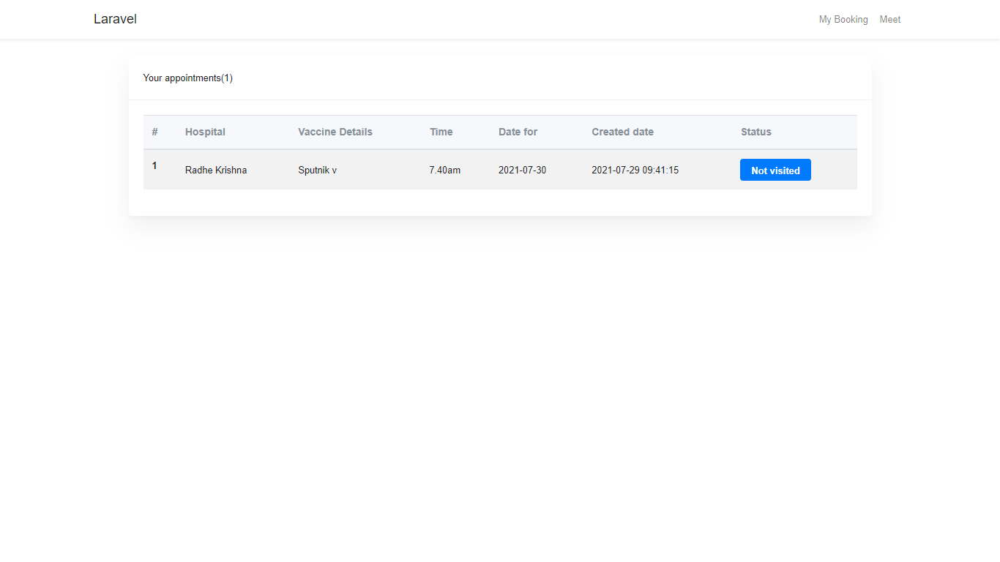 Laravel My Booking Meet
Your appointments(1)
# Hospital Vaccine Details Time Date for Created date Status
1 Radhe Krishna Sputnik v 7.40am 2021-07-30 2021-07-29 09:41:15 Not visited